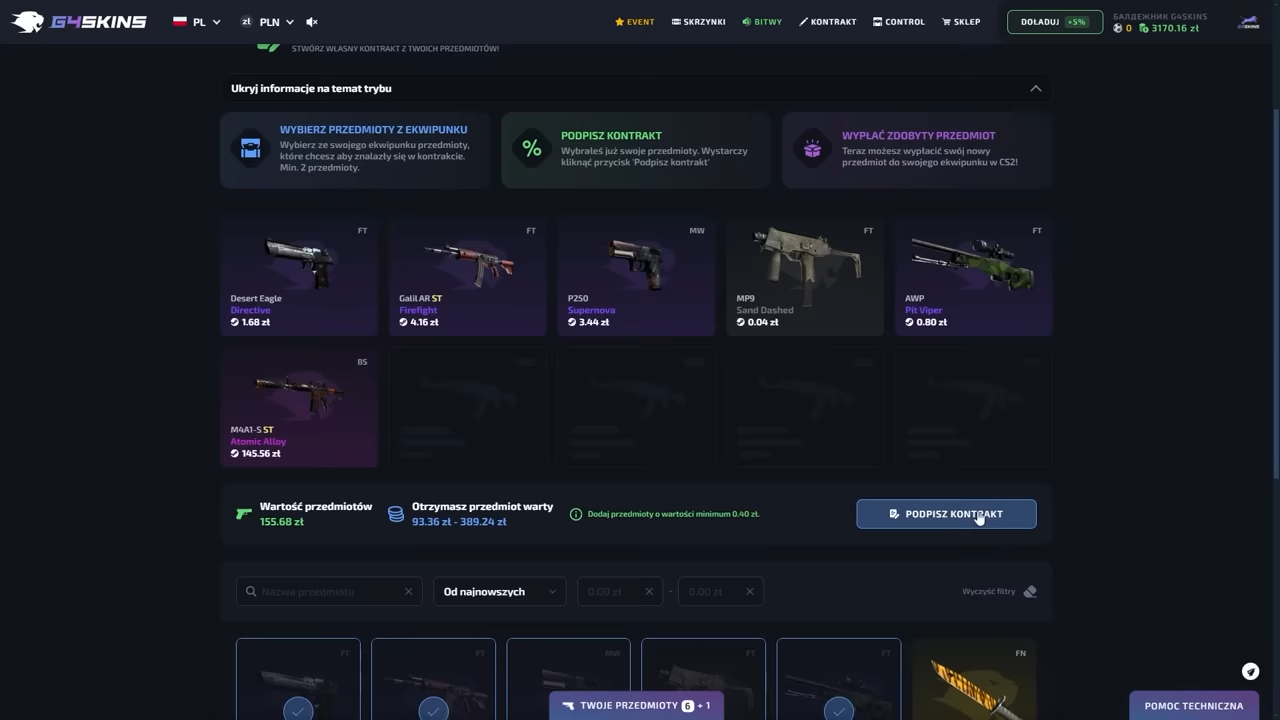 G4SKINS
PL
zł PLN
EVENT
SKRZYNKI
BITWY
KONTRAKT
CONTROL
SKLEP
DOŁADUJ +5%
БАЛДЕЖНИК G4SKINS
0 3170.16 zł
STWÓRZ WŁASNY KONTRAKT Z TWOICH PRZEDMIOTÓW!
Ukryj informacje na temat trybu
WYBIERZ PRZEDMIOTY Z EKWIPUNKU
Wybierz ze swojego ekwipunku przedmioty,
które chcesz aby znalazły się w kontrakcie.
Min. 2 przedmioty.
PODPISZ KONTRAKT
Wybrałeś już swoje przedmioty. Wystarczy
kliknąć przycisk 'Podpisz kontrakt'
WYPŁAĆ ZDOBYTY PRZEDMIOT
Teraz możesz wypłacić swój nowy
przedmiot do swojego ekwipunku w CS2!
FT
Desert Eagle
Directive
1.68 zł
FT
Galil AR ST
Firefight
4.16 zł
MW
P250
Supernova
3.44 zł
FT
MP9
Sand Dashed
0.04 zł
FT
AWP
Pit Viper
0.80 zł
BS
M4A1-S ST
Atomic Alloy
145.56 zł
Wartość przedmiotów
155.68 zł
Otrzymasz przedmiot warty
93.36 zł - 389.24 zł
Dodaj przedmioty o wartości minimum 0.40 zł.
PODPISZ KONTRAKT
Nazwa przedmiotu
Od najnowszych
0.00 zł - 0.00 zł
Wyczyść filtry
FT
FT
MW
FT
FT
FN
TWOJE PRZEDMIOTY 6 + 1
POMOC TECHNICZNA